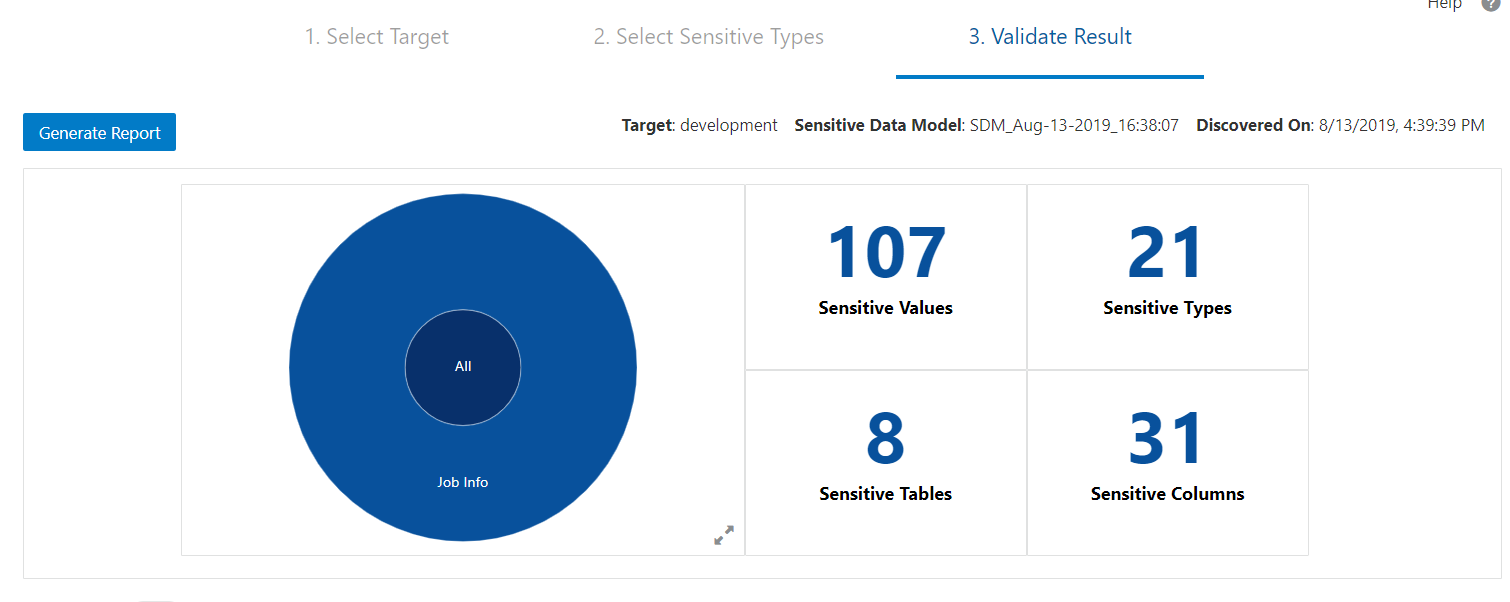 Help ?
1. Select Target 2. Select Sensitive Types 3. Validate Result
Generate Report
Target: development Sensitive Data Model: SDM_Aug-13-2019_16:38:07 Discovered On: 8/13/2019, 4:39:39 PM
107
Sensitive Values
21
Sensitive Types
All
Job Info
8
Sensitive Tables
31
Sensitive Columns